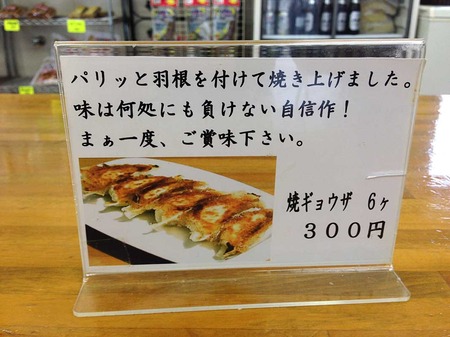 パリッと羽根を付けて焼き上げました。
味は何処にも負けない自信作！
まぁ一度、ご賞味下さい。
焼ギョウザ 6ヶ
３００円